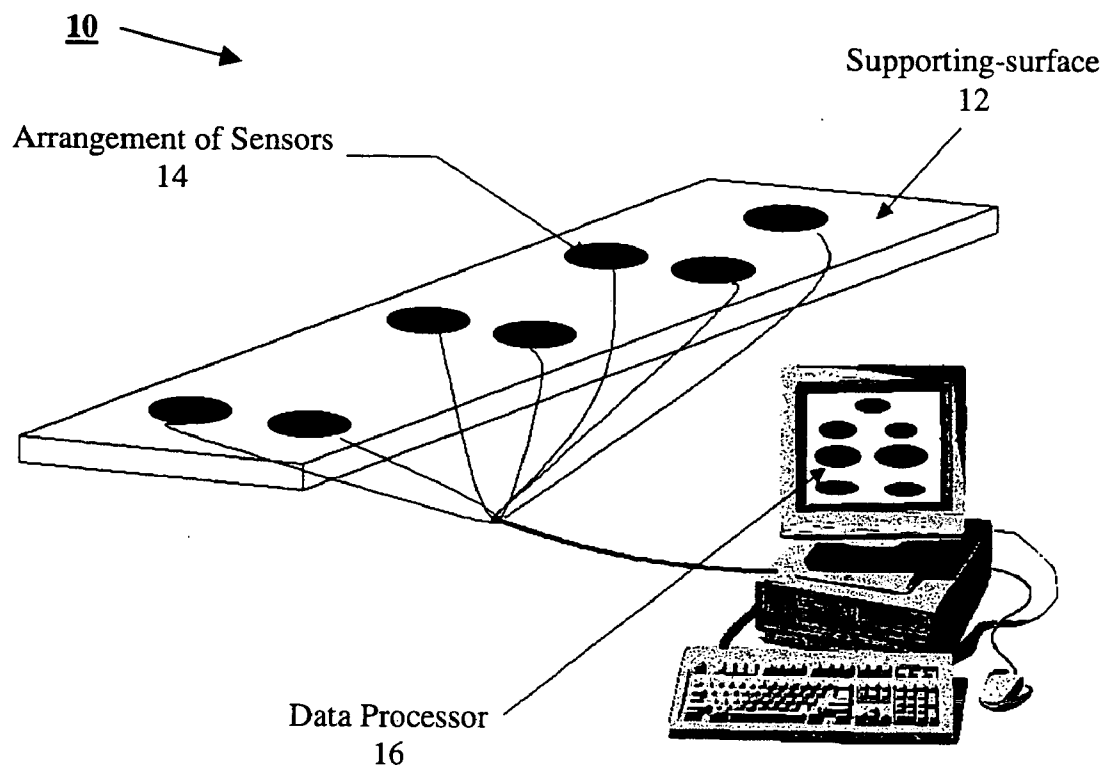 10
Supporting-surface
12
Arrangement of Sensors
14
Data Processor
16